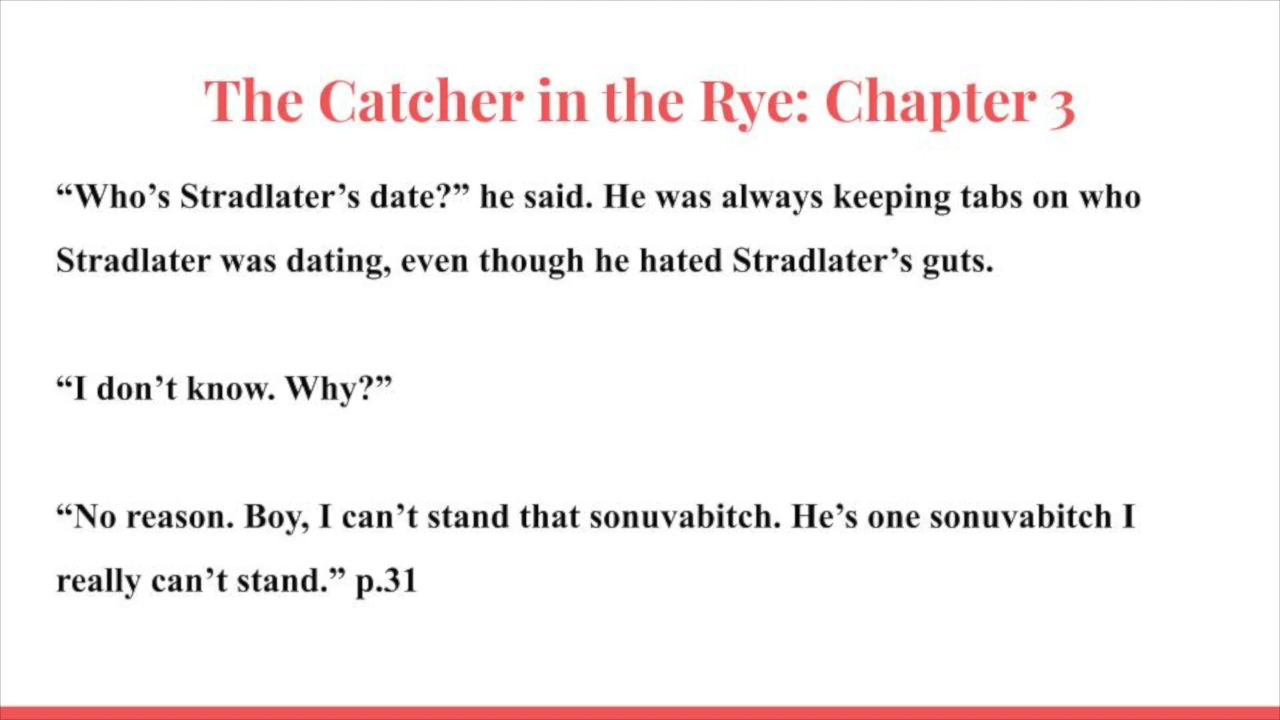 The Catcher in the Rye: Chapter 3
“Who’s Stradlater’s date?” he said. He was always keeping tabs on who
Stradlater was dating, even though he hated Stradlater’s guts.
“I don’t know. Why?”
“No reason. Boy, I can’t stand that sonuvabitch. He’s one sonuvabitch I
really can’t stand.” p.31